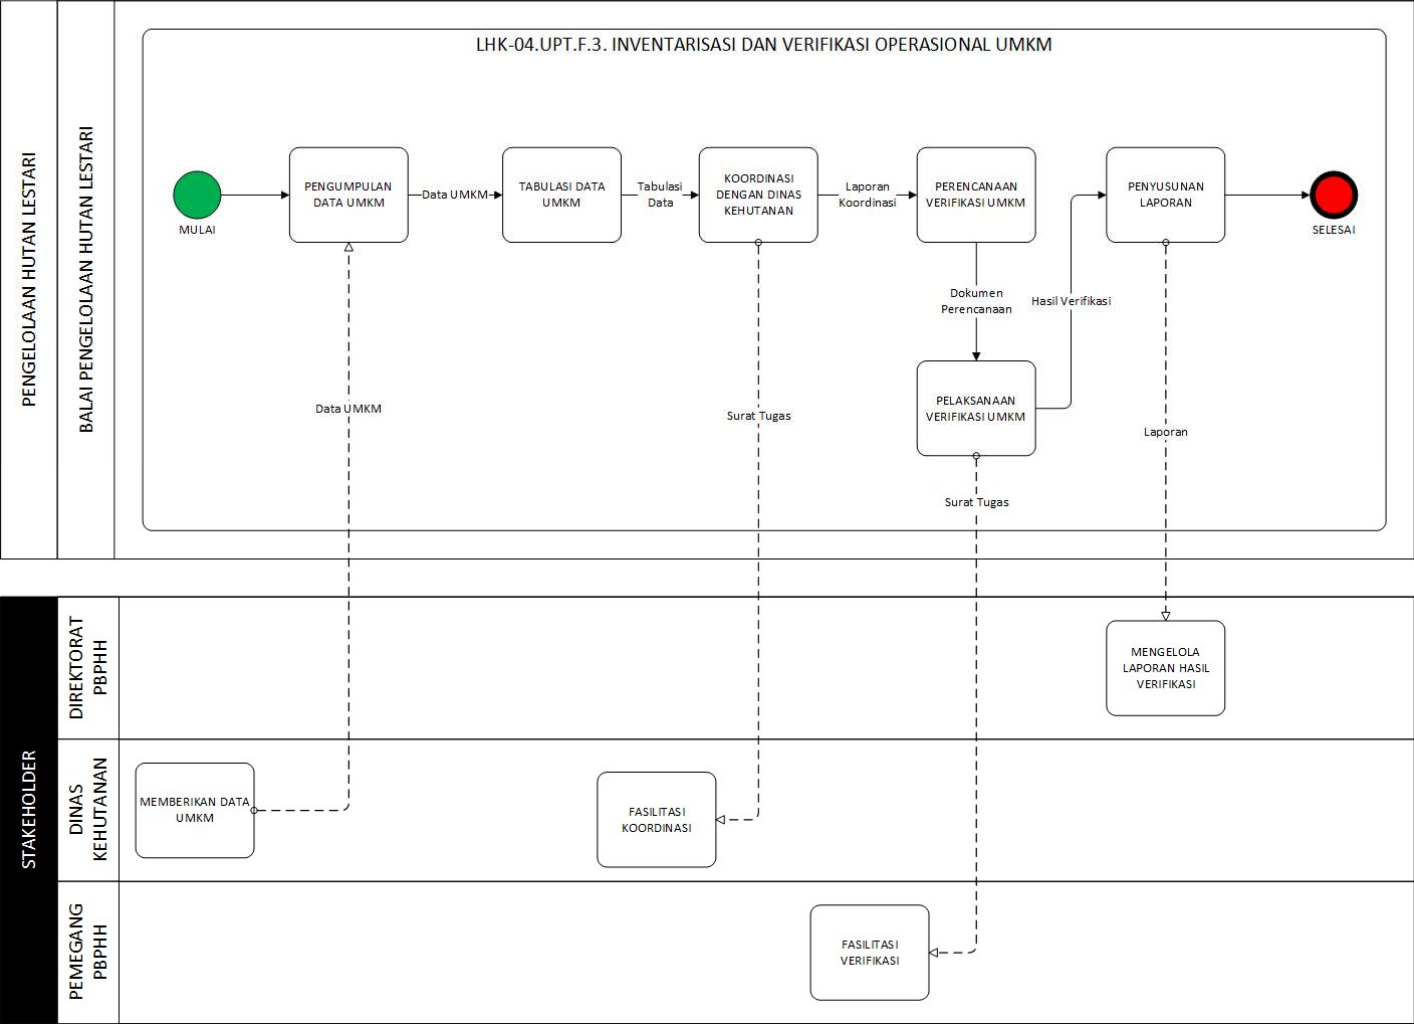 LHK-04.UPT.F.3. INVENTARISASI DAN VERIFIKASI OPERASIONAL UMKM
PENGELOLAAN HUTAN LESTARI
BALAI PENGELOLAAN HUTAN LESTARI
MULAI
PENGUMPULAN
DATA UMKM
Data UMKM
TABULASI DATA
UMKM
Tabulasi
Data
KOORDINASI
DENGAN DINAS
KEHUTANAN
Laporan
Koordinasi
PERENCANAAN
VERIFIKASI UMKM
PENYUSUNAN
LAPORAN
SELESAI
Dokumen
Perencanaan
Hasil Verifikasi
PELAKSANAAN
VERIFIKASI UMKM
Data UMKM
Surat Tugas
Laporan
Surat Tugas
STAKEHOLDER
DIREKTORAT
PBPHH
MENGELOLA
LAPORAN HASIL
VERIFIKASI
DINAS
KEHUTANAN
MEMBERIKAN DATA
UMKM
FASILITASI
KOORDINASI
PEMEGANG
PBPHH
FASILITASI
VERIFIKASI